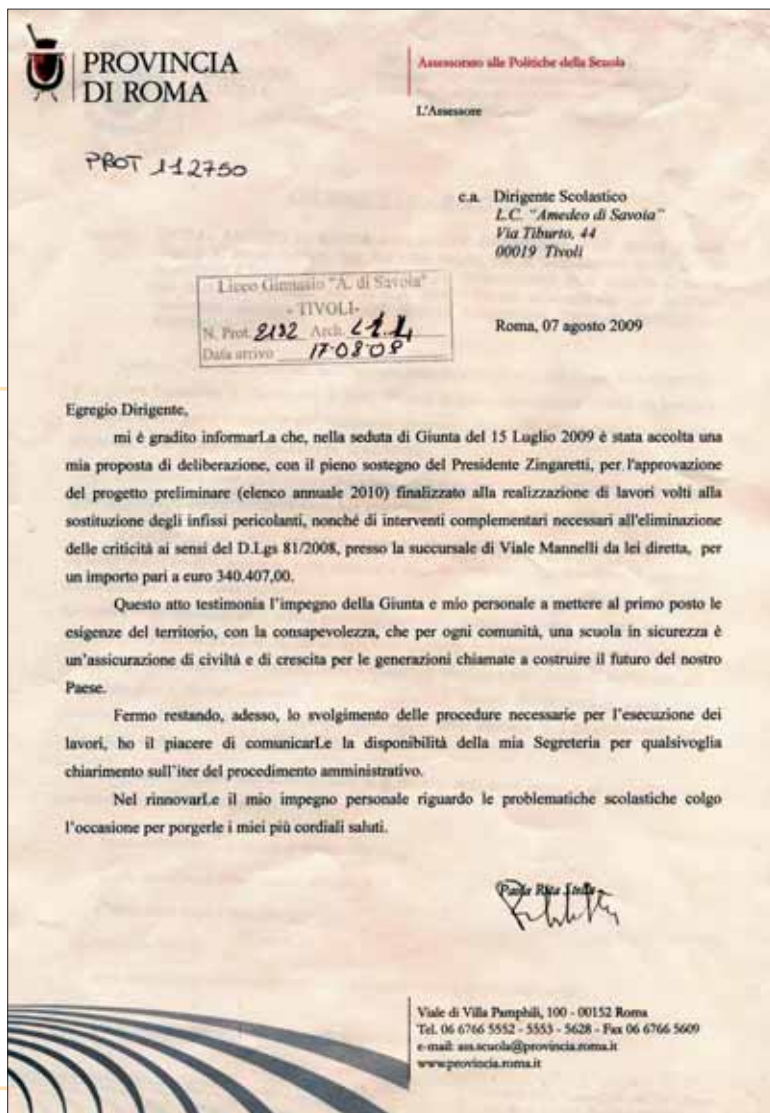 PROVINCIA
DI ROMA
Assessorato alle Politiche della Scuola
L'Assessore
PROT 112750
c.a. Dirigente Scolastico
L.C. "Amedeo di Savoia"
Via Tiburto, 44
00019 Tivoli
Liceo Ginnasio "A. di Savoia"
- TIVOLI -
N. Prot. 2132 Arch.
Data arrivo 17-08-08
Roma, 07 agosto 2009
Egregio Dirigente,
mi è gradito informarLa che, nella seduta di Giunta del 15 Luglio 2009 è stata accolta una
mia proposta di deliberazione, con il pieno sostegno del Presidente Zingaretti, per l'approvazione
del progetto preliminare (elenco annuale 2010) finalizzato alla realizzazione di lavori volti alla
sostituzione degli infissi pericolanti, nonché di interventi complementari necessari all'eliminazione
delle criticità ai sensi del D.Lgs 81/2008, presso la succursale di Viale Mannelli da lei diretta, per
un importo pari a euro 340.407,00.
Questo atto testimonia l'impegno della Giunta e mio personale a mettere al primo posto le
esigenze del territorio, con la consapevolezza, che per ogni comunità, una scuola in sicurezza è
un'assicurazione di civiltà e di crescita per le generazioni chiamate a costruire il futuro del nostro
Paese.
Fermo restando, adesso, lo svolgimento delle procedure necessarie per l'esecuzione dei
lavori, ho il piacere di comunicarLe la disponibilità della mia Segreteria per qualsivoglia
chiarimento sull'iter del procedimento amministrativo.
Nel rinnovarLe il mio impegno personale riguardo le problematiche scolastiche colgo
l'occasione per porgerle i miei più cordiali saluti.
Paola Rita Stella
Viale di Villa Pamphili, 100 - 00152 Roma
Tel. 06 6766 5552 - 5553 - 5628 - Fax 06 6766 5609
e-mail: ass.scuola@provincia.roma.it
www.provincia.roma.it